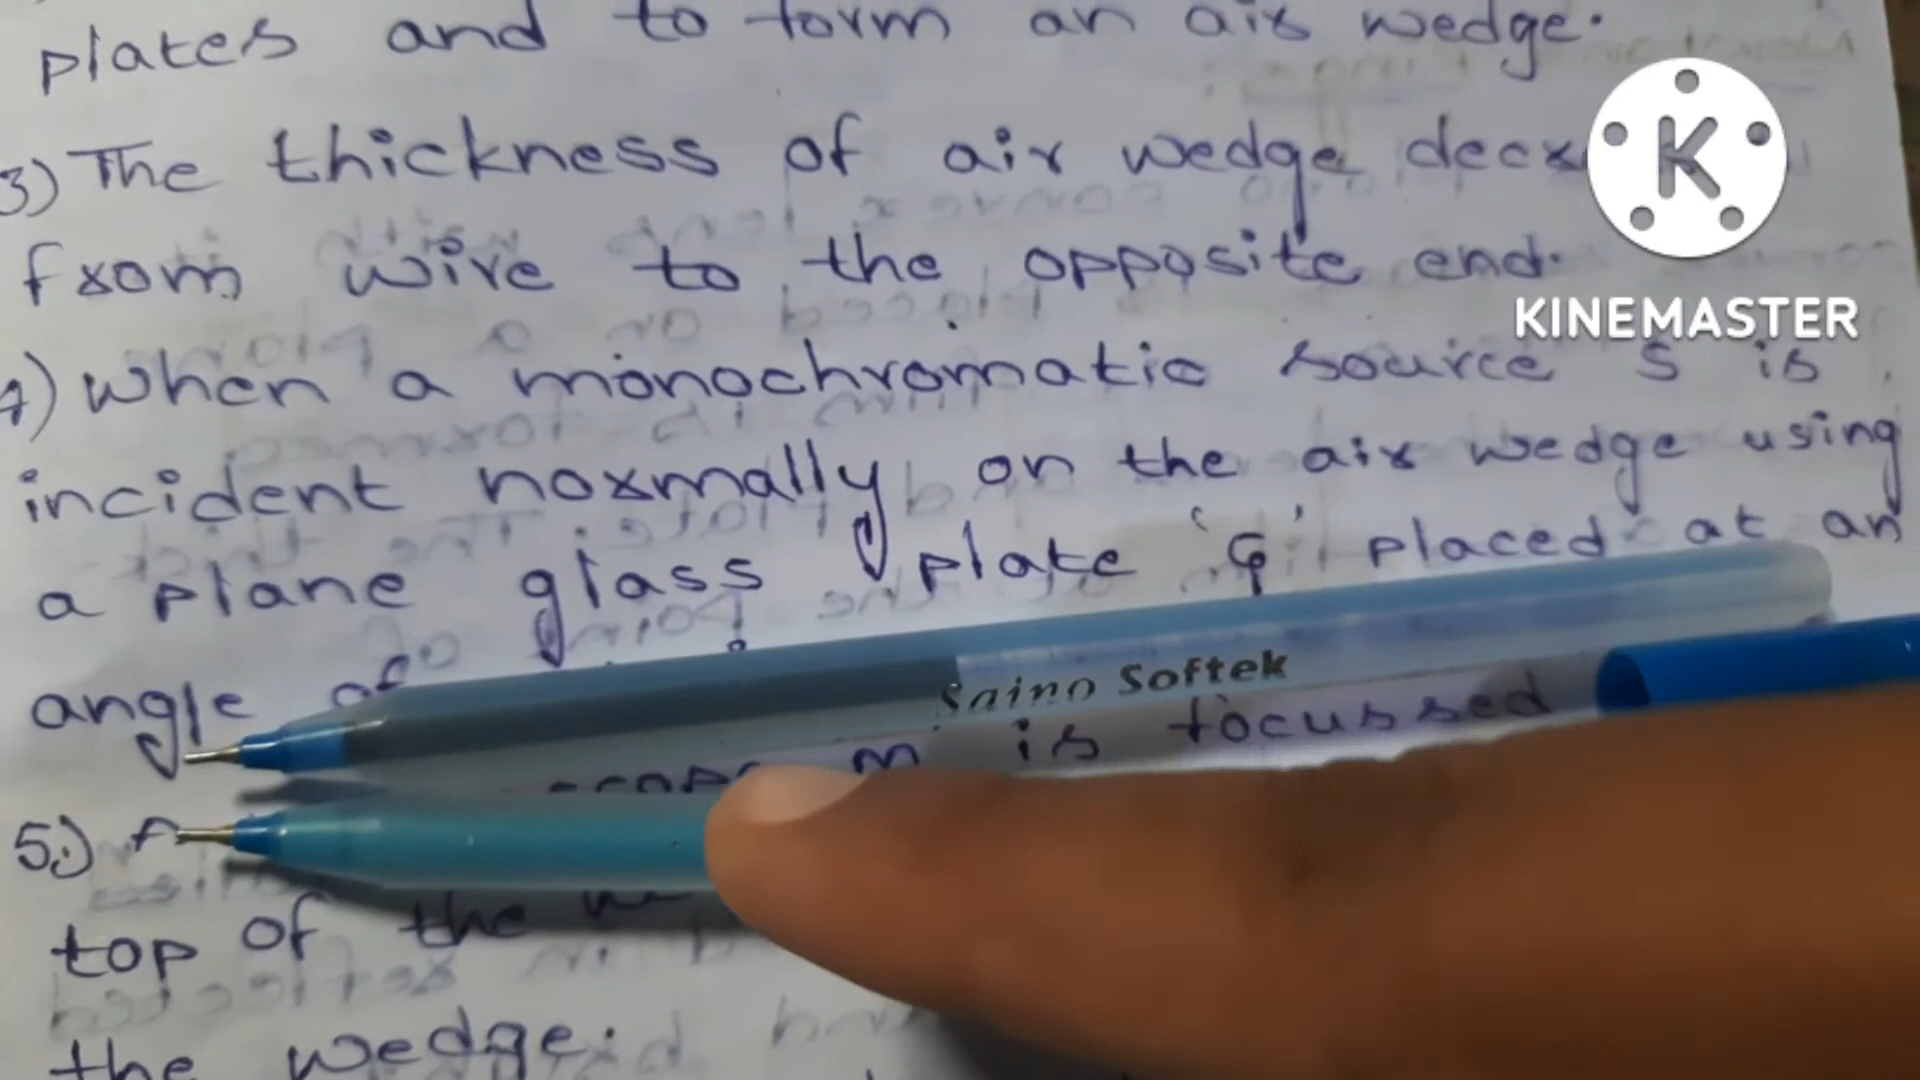 plates and to form an air wedge.
3) The thickness of air wedge
from wire to the opposite end.
4) When a monochromatic source S is
incident normally on the air wedge using
a plane glass plate 'G' placed at an
angle of
Saino Softek
m is focussed
5)
top of the
the wedge.
K
KINEMASTER